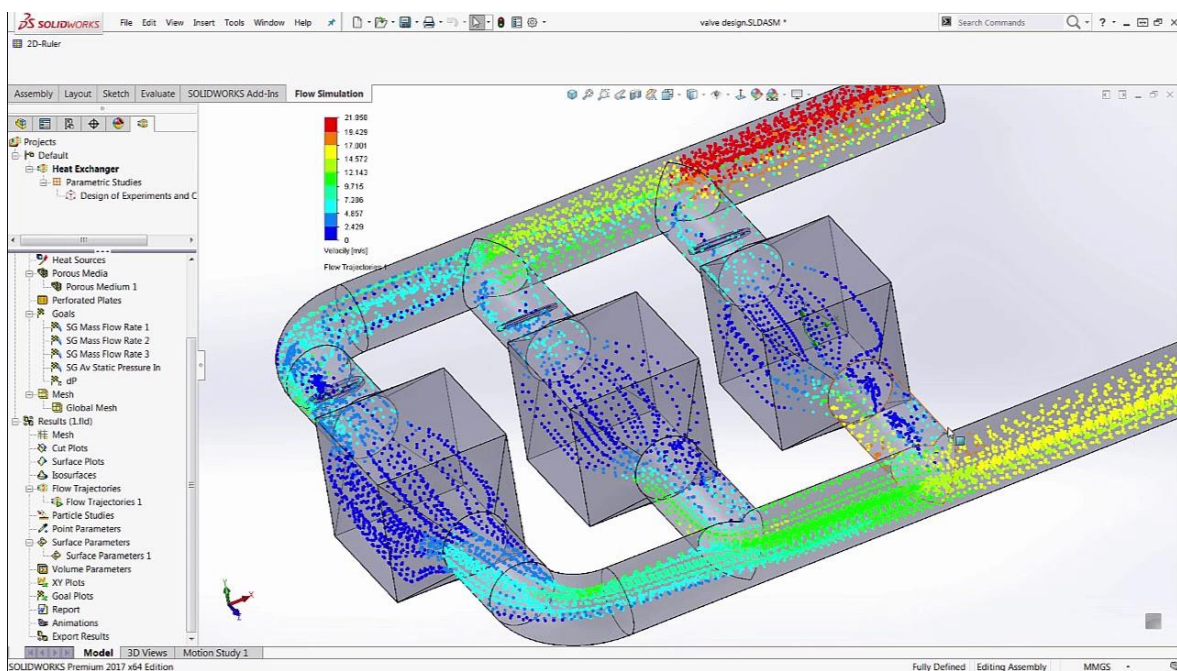 SOLIDWORKS File Edit View Insert Tools Window Help valve design.SLDASM * Search Commands
2D-Ruler
Assembly Layout Sketch Evaluate SOLIDWORKS Add-Ins Flow Simulation
Projects
Default
Heat Exchanger
Parametric Studies
Design of Experiments and C
Heat Sources
Porous Media
Porous Medium 1
Perforated Plates
Goals
SG Mass Flow Rate 1
SG Mass Flow Rate 2
SG Mass Flow Rate 3
SG Av Static Pressure In
dP
Mesh
Global Mesh
Results (1.fld)
Mesh
Cut Plots
Surface Plots
Isosurfaces
Flow Trajectories
Flow Trajectories 1
Particle Studies
Point Parameters
Surface Parameters
Surface Parameters 1
Volume Parameters
XY Plots
Goal Plots
Report
Animations
Export Results
19.429
17.001
14.572
12.143
9.715
7.286
4.857
2.429
0
Velocity [m/s]
Flow Trajectories 1
Model 3D Views Motion Study 1
SOLIDWORKS Premium 2017 x64 Edition Fully Defined Editing Assembly MMGS